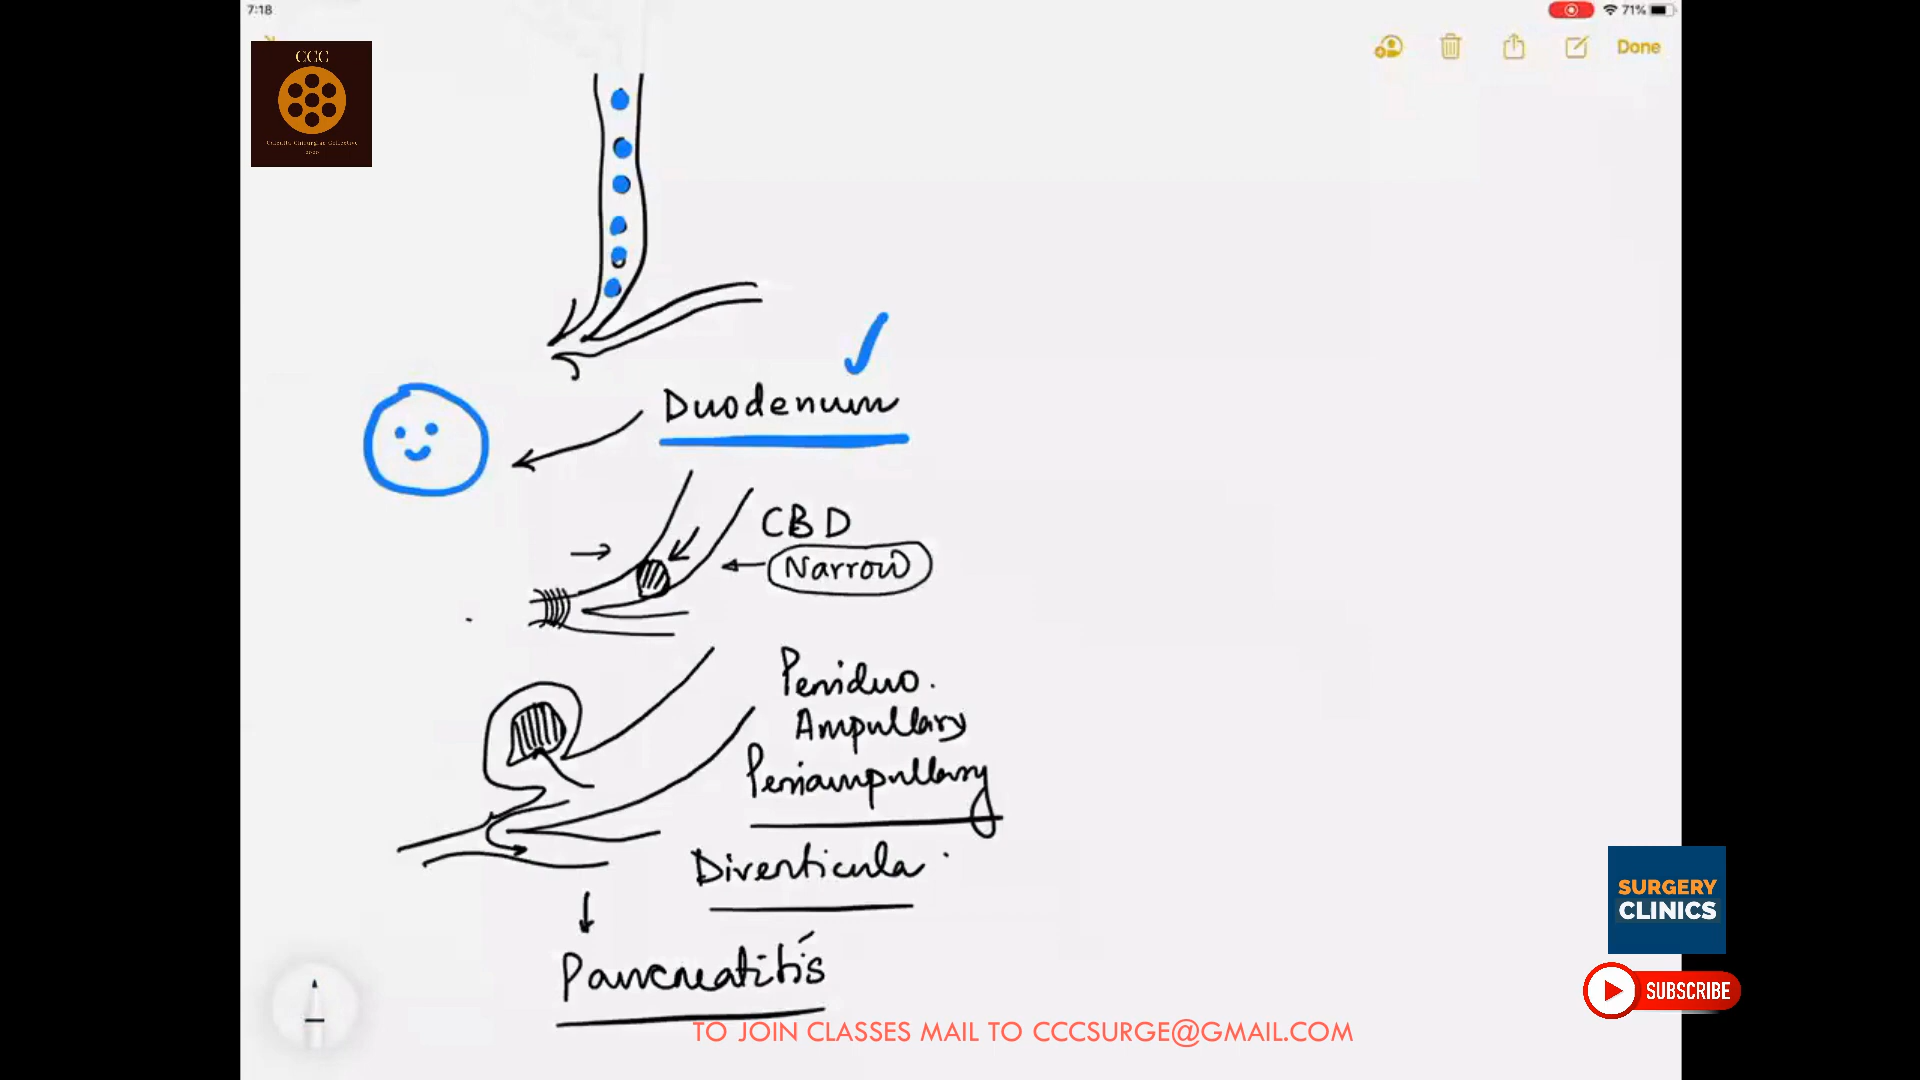 7:18
71%
Done
CCC
2020
Duodenum
CBD
Narrow
Periduo.
Ampullary
Periampullary
Diverticula
Pancreatitis
SURGERY
CLINICS
SUBSCRIBE
TO JOIN CLASSES MAIL TO CCCSURGE@GMAIL.COM